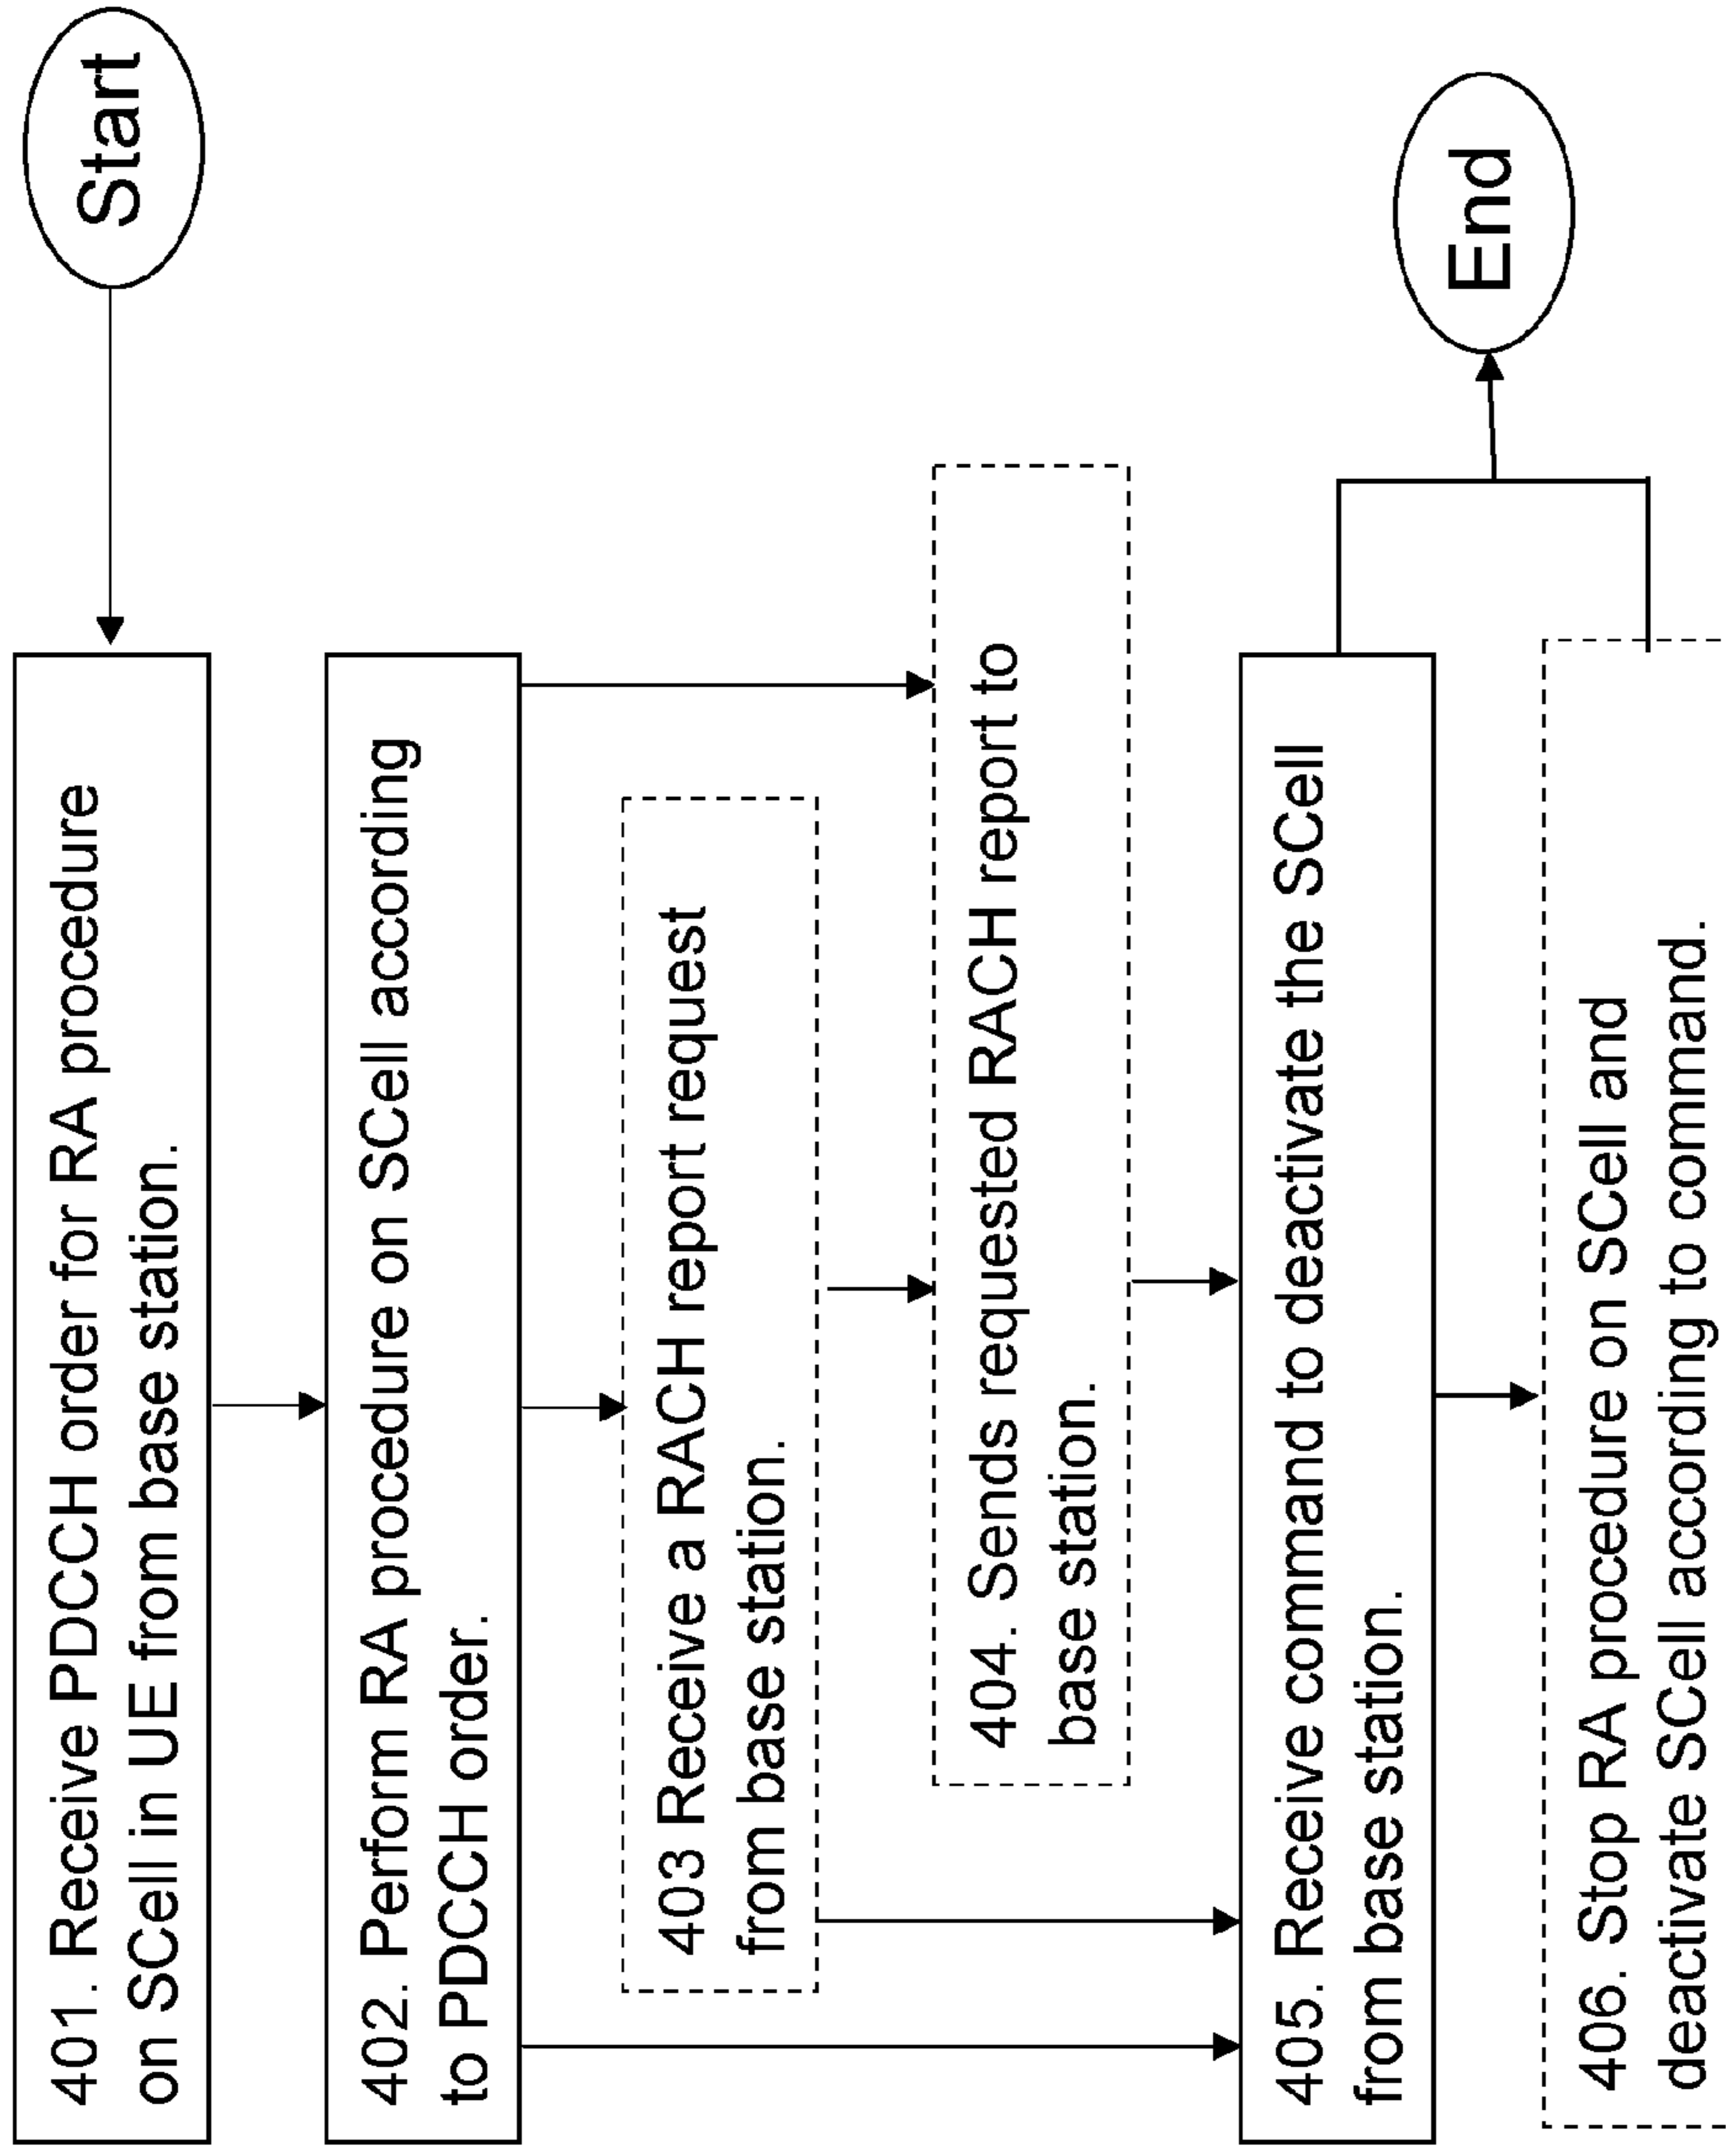 Start
401. Receive PDCCH order for RA procedure
on SCell in UE from base station.
402. Perform RA procedure on SCell according
to PDCCH order.
403 Receive a RACH report request
from base station.
404. Sends requested RACH report to
base station.
405. Receive command to deactivate the SCell
from base station.
406. Stop RA procedure on SCell and
deactivate SCell according to command.
End